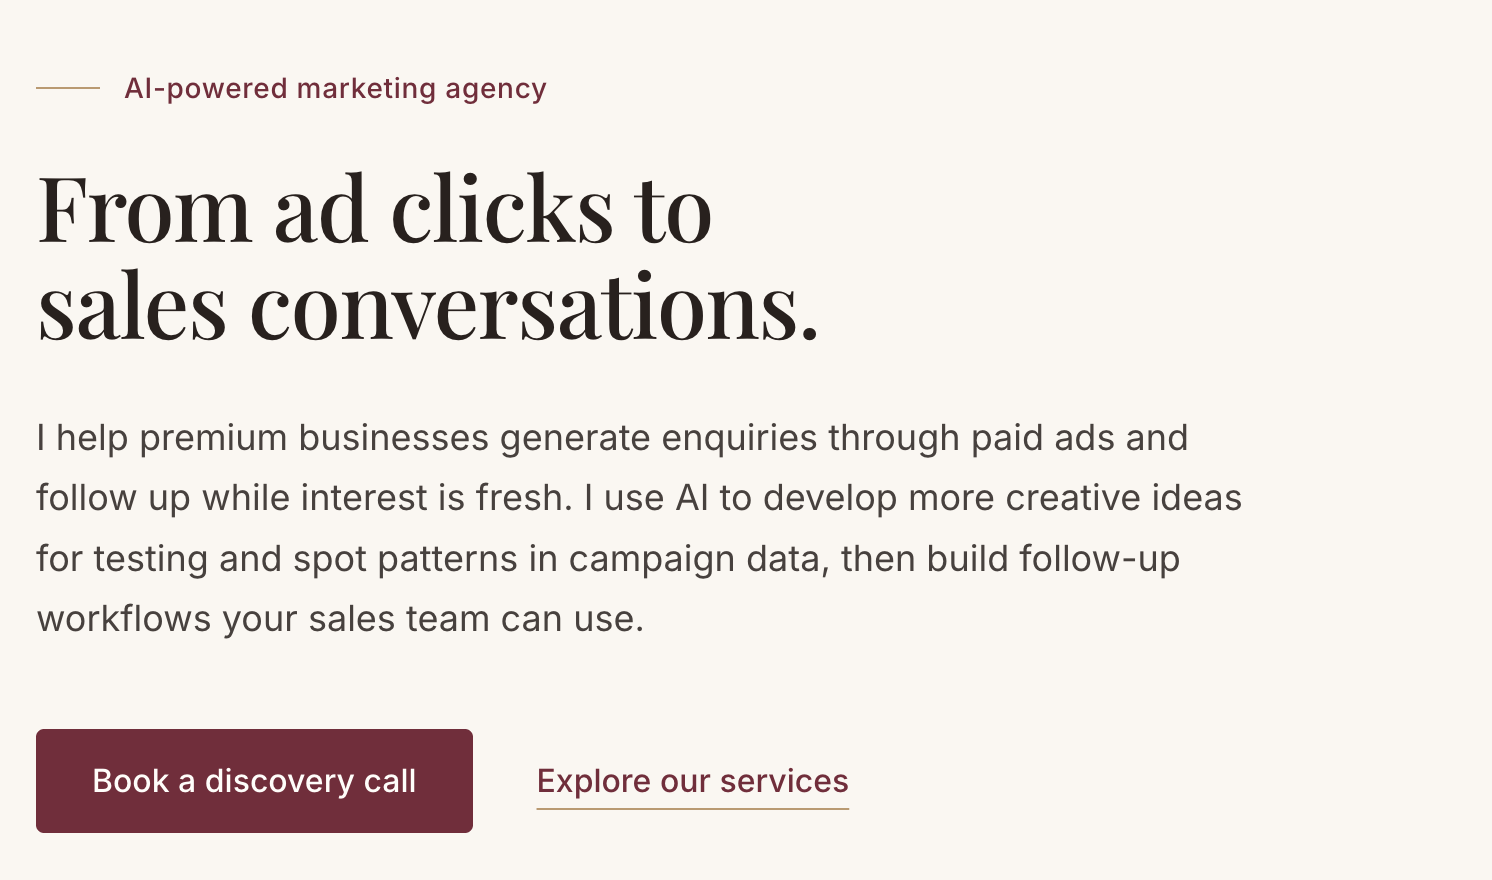 AI-powered marketing agency
From ad clicks to
sales conversations.
I help premium businesses generate enquiries through paid ads and
follow up while interest is fresh. I use AI to develop more creative ideas
for testing and spot patterns in campaign data, then build follow-up
workflows your sales team can use.
Book a discovery call
Explore our services